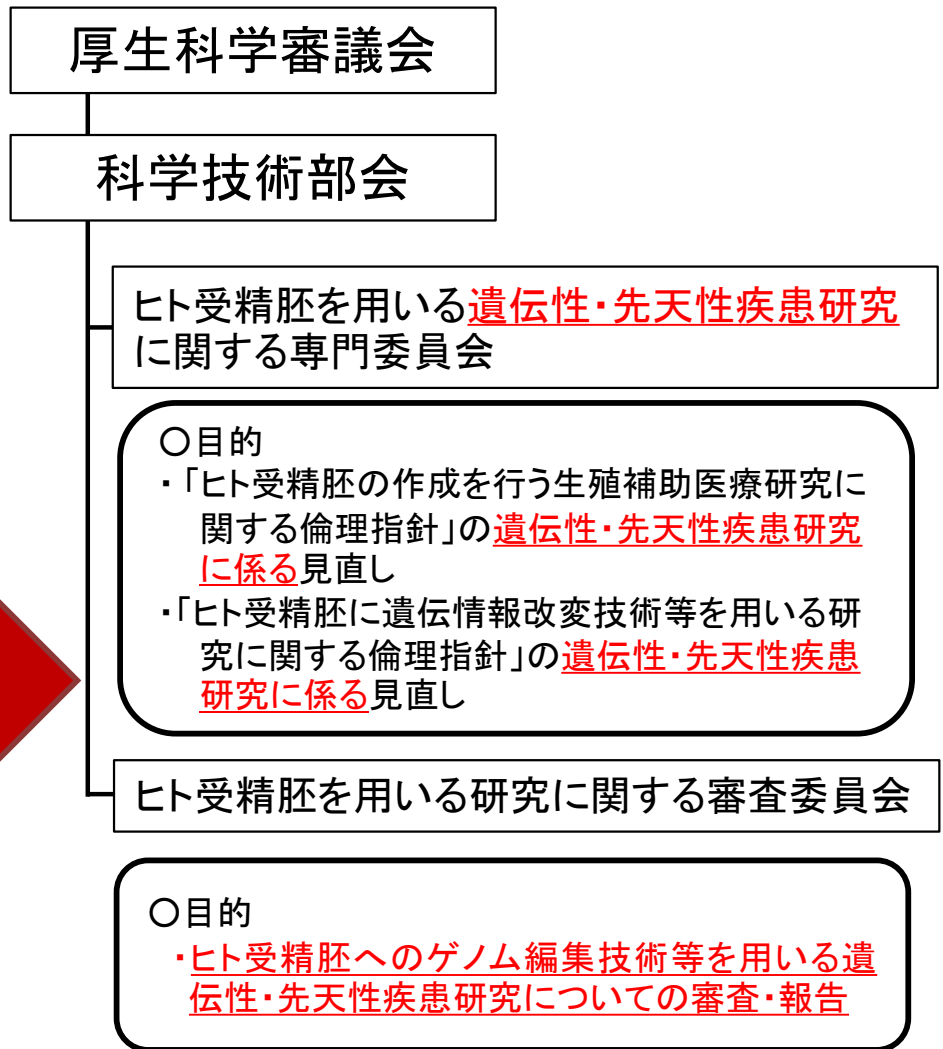 厚生科学審議会
科学技術部会
ヒト受精胚を用いる遺伝性・先天性疾患研究
に関する専門委員会
○目的
・「ヒト受精胚の作成を行う生殖補助医療研究に
関する倫理指針」の遺伝性・先天性疾患研究
に係る見直し
・「ヒト受精胚に遺伝情報改変技術等を用いる研
究に関する倫理指針」の遺伝性・先天性疾患
研究に係る見直し
ヒト受精胚を用いる研究に関する審査委員会
○目的
・ヒト受精胚へのゲノム編集技術等を用いる遺
伝性・先天性疾患研究についての審査・報告